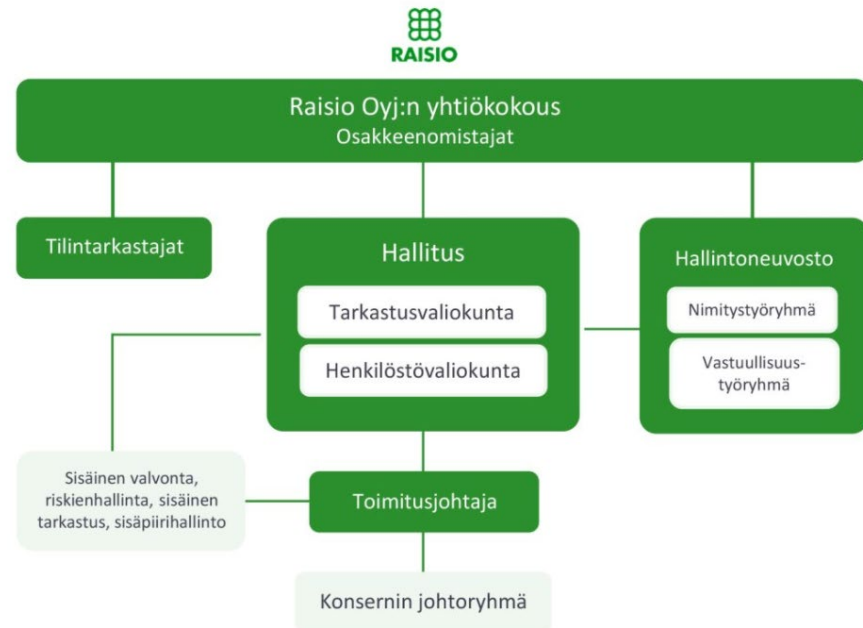 RAISIO
Raisio Oyj:n yhtiökokous
Osakkeenomistajat
Tilintarkastajat
Hallitus
Tarkastusvaliokunta
Henkilöstövaliokunta
Hallintoneuvosto
Nimitystyöryhmä
Vastuullisuus-
työryhmä
Sisäinen valvonta,
riskienhallinta, sisäinen
tarkastus, sisäpiirihallinto
Toimitusjohtaja
Konsernin johtoryhmä